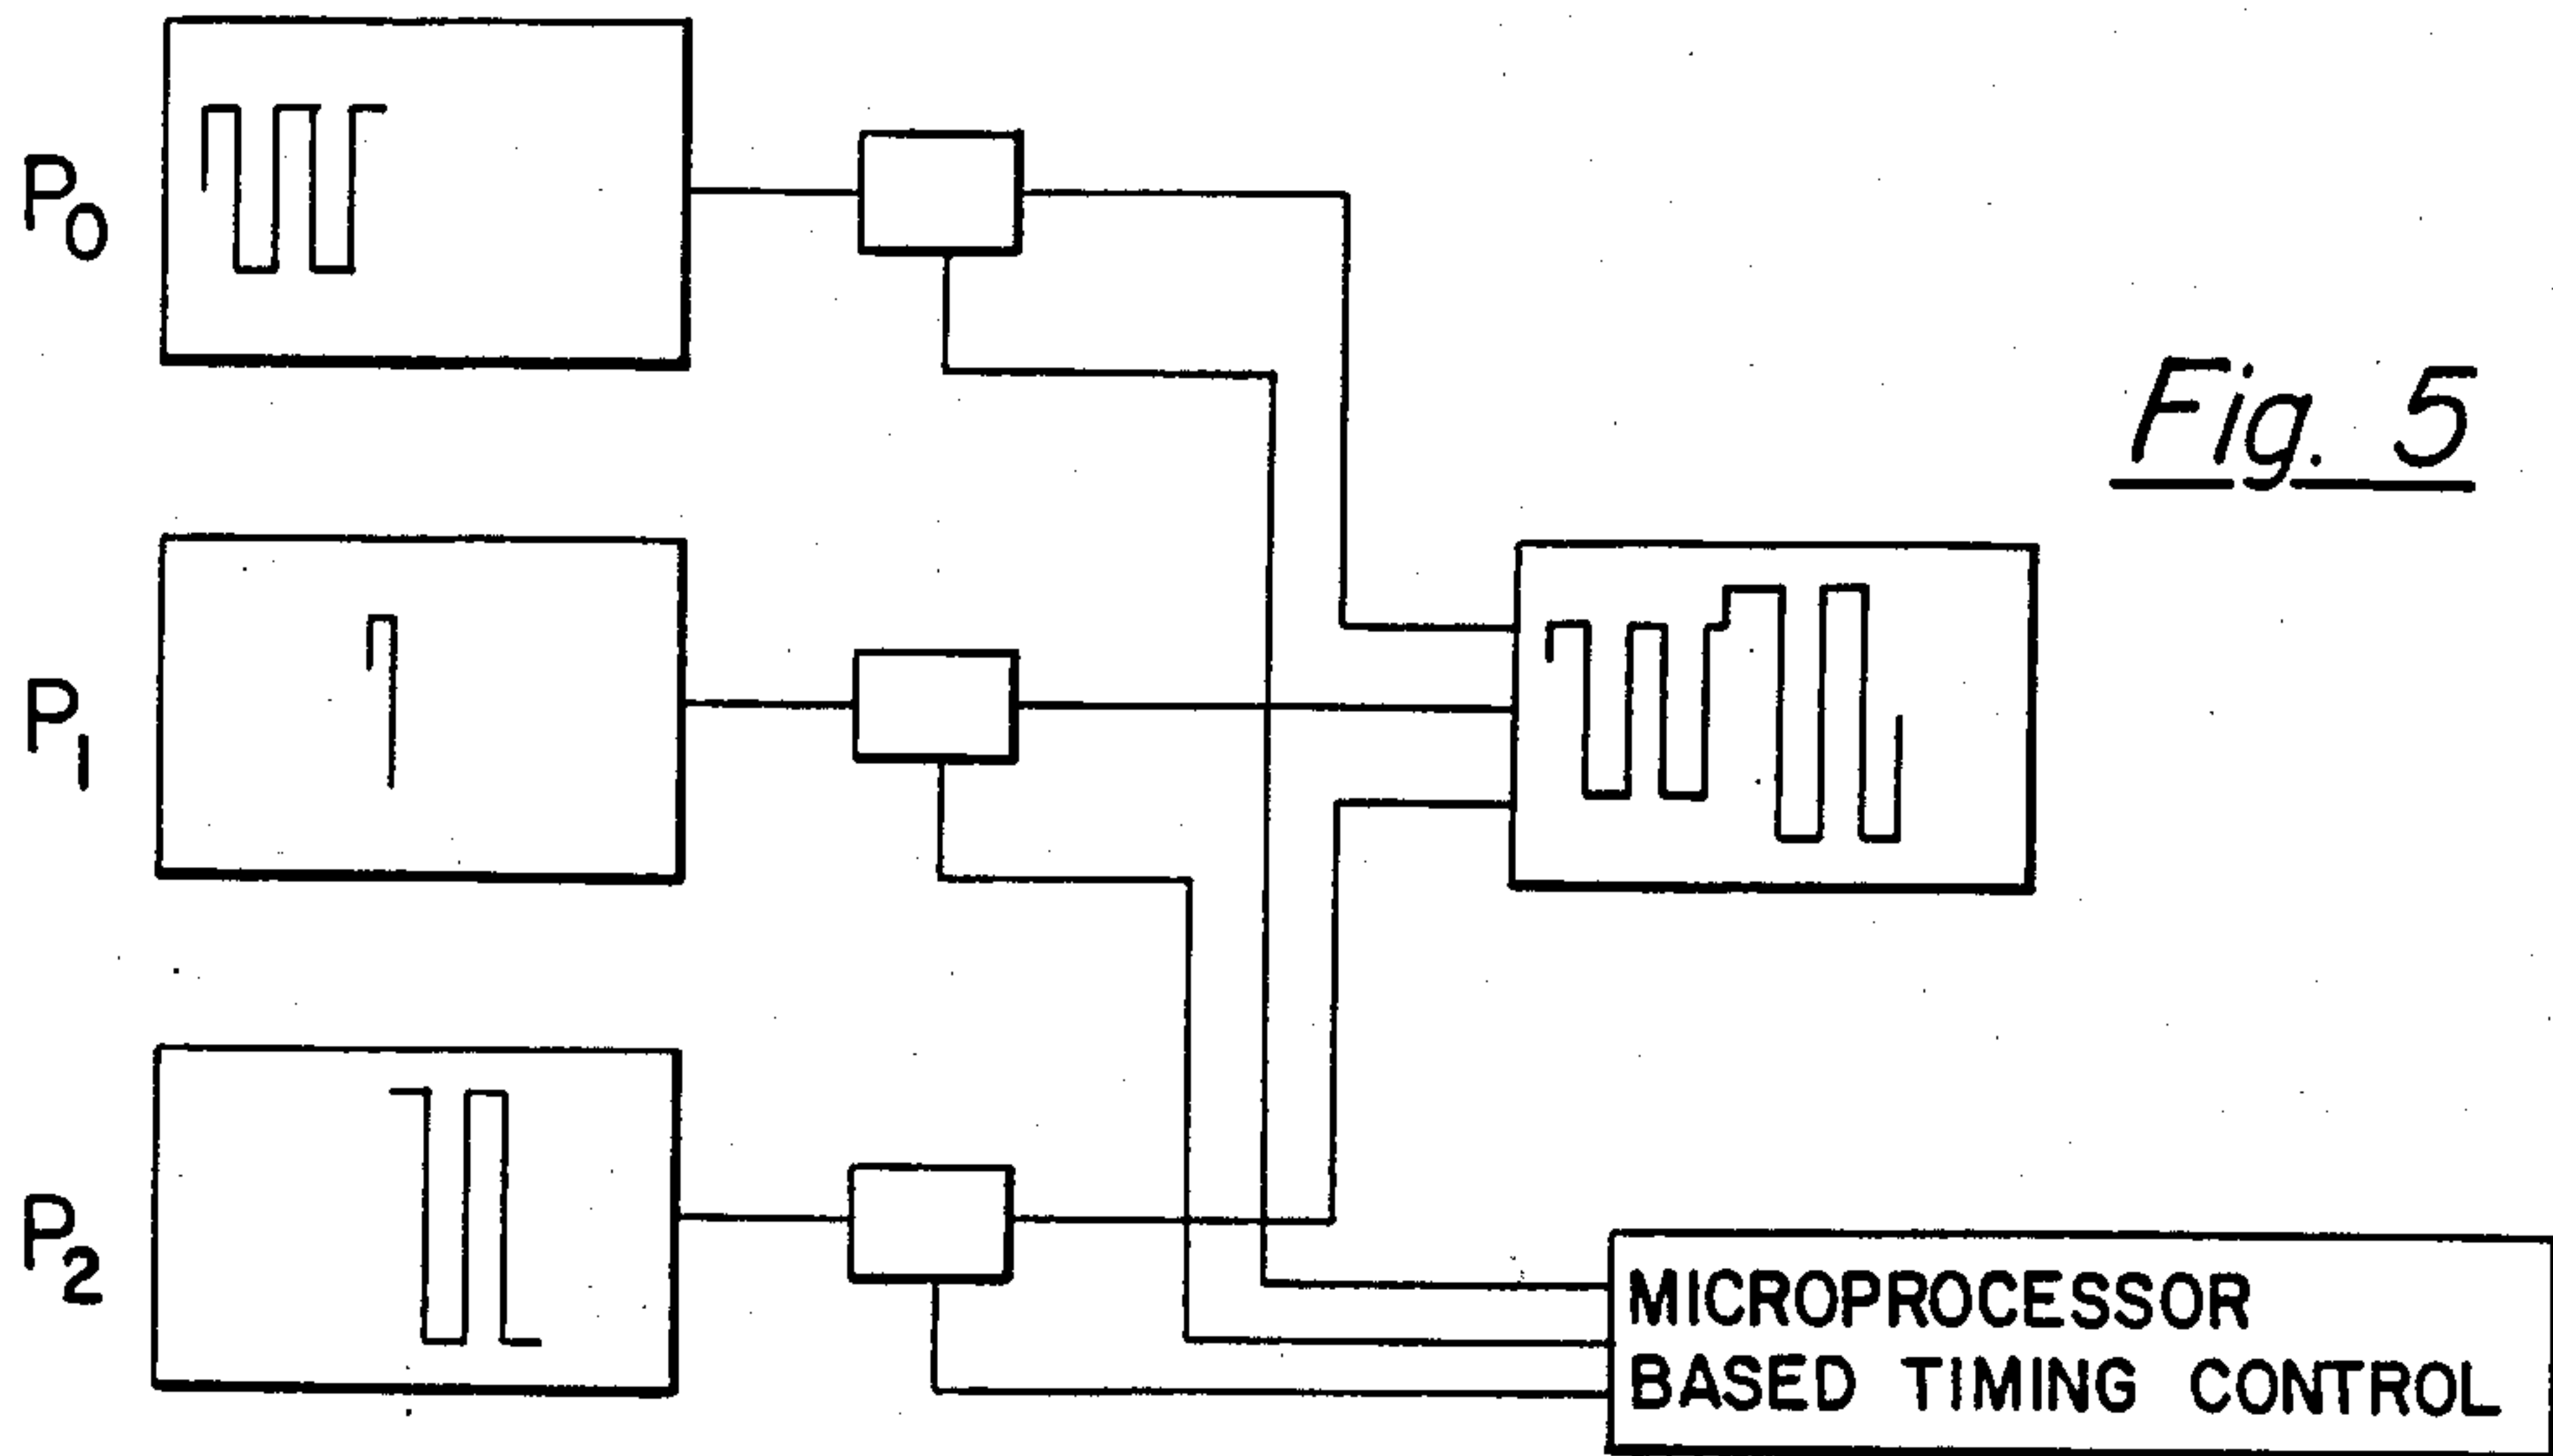 P0
Fig. 5
P1
P2
MICROPROCESSOR
BASED TIMING CONTROL